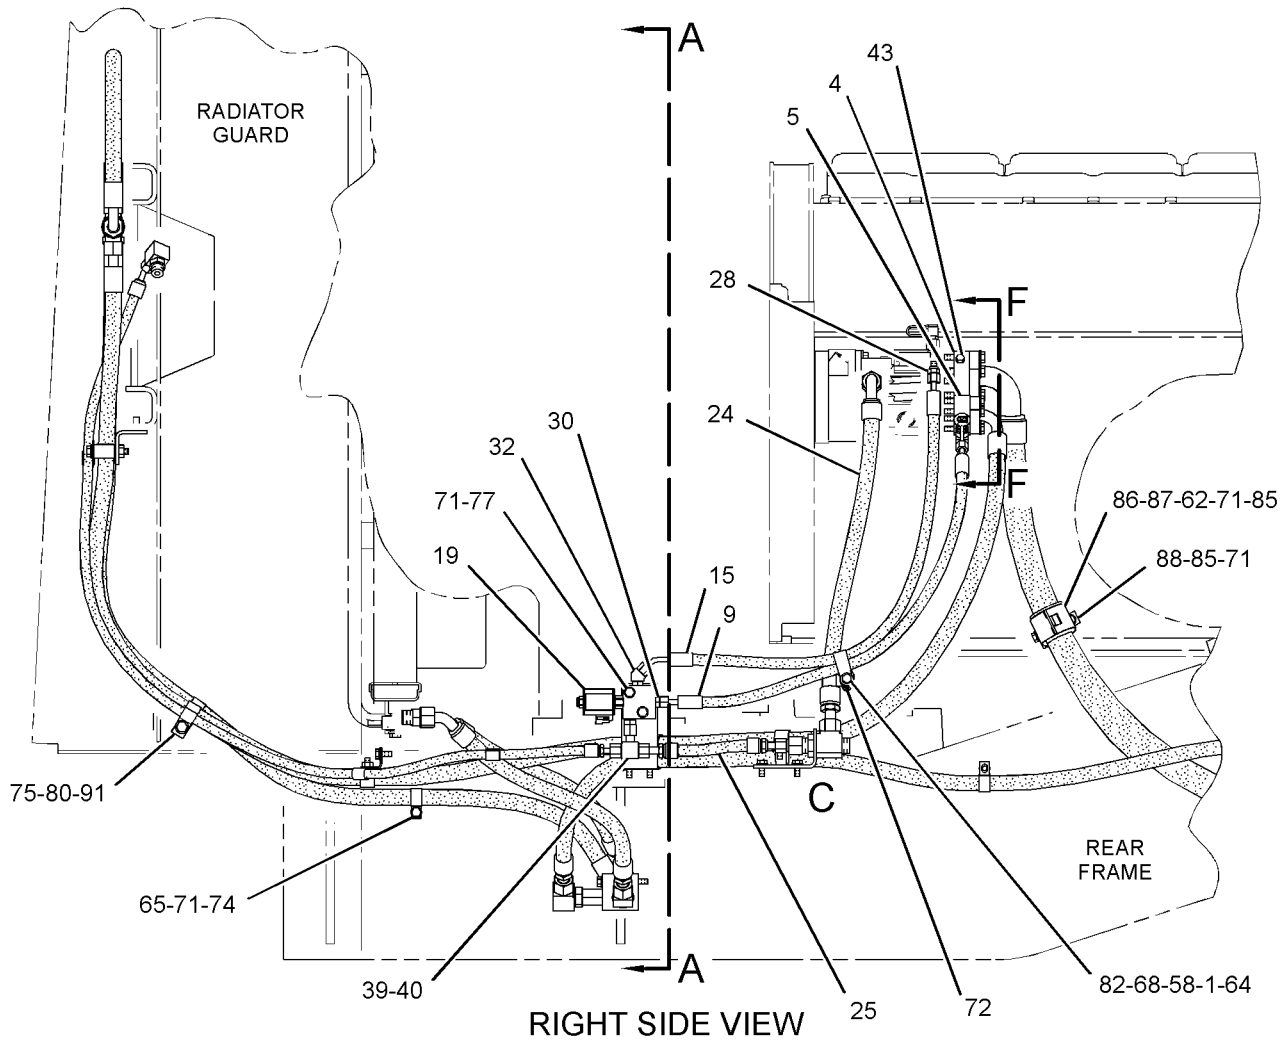 A
43
4
5
RADIATOR
GUARD
28
F
24
30
32
F
71-77
86-87-62-71-85
19
15
88-85-71
9
75-80-91
C
REAR
FRAME
65-71-74
A
39-40
25
72
82-68-58-1-64
RIGHT SIDE VIEW